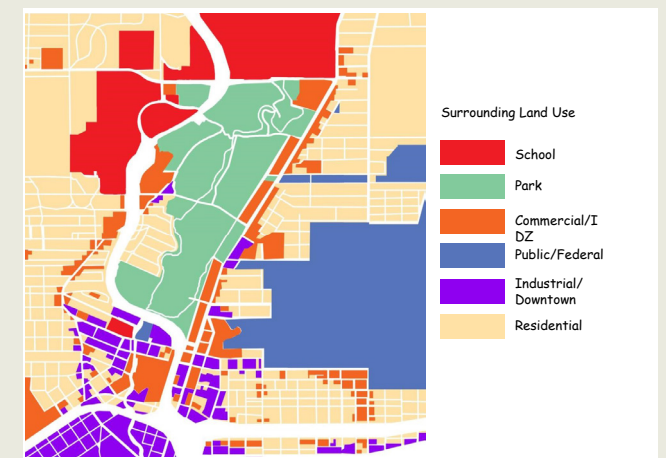 Surrounding Land Use
School
Park
Commercial/I
DZ
Public/Federal
Industrial/
Downtown
Residential